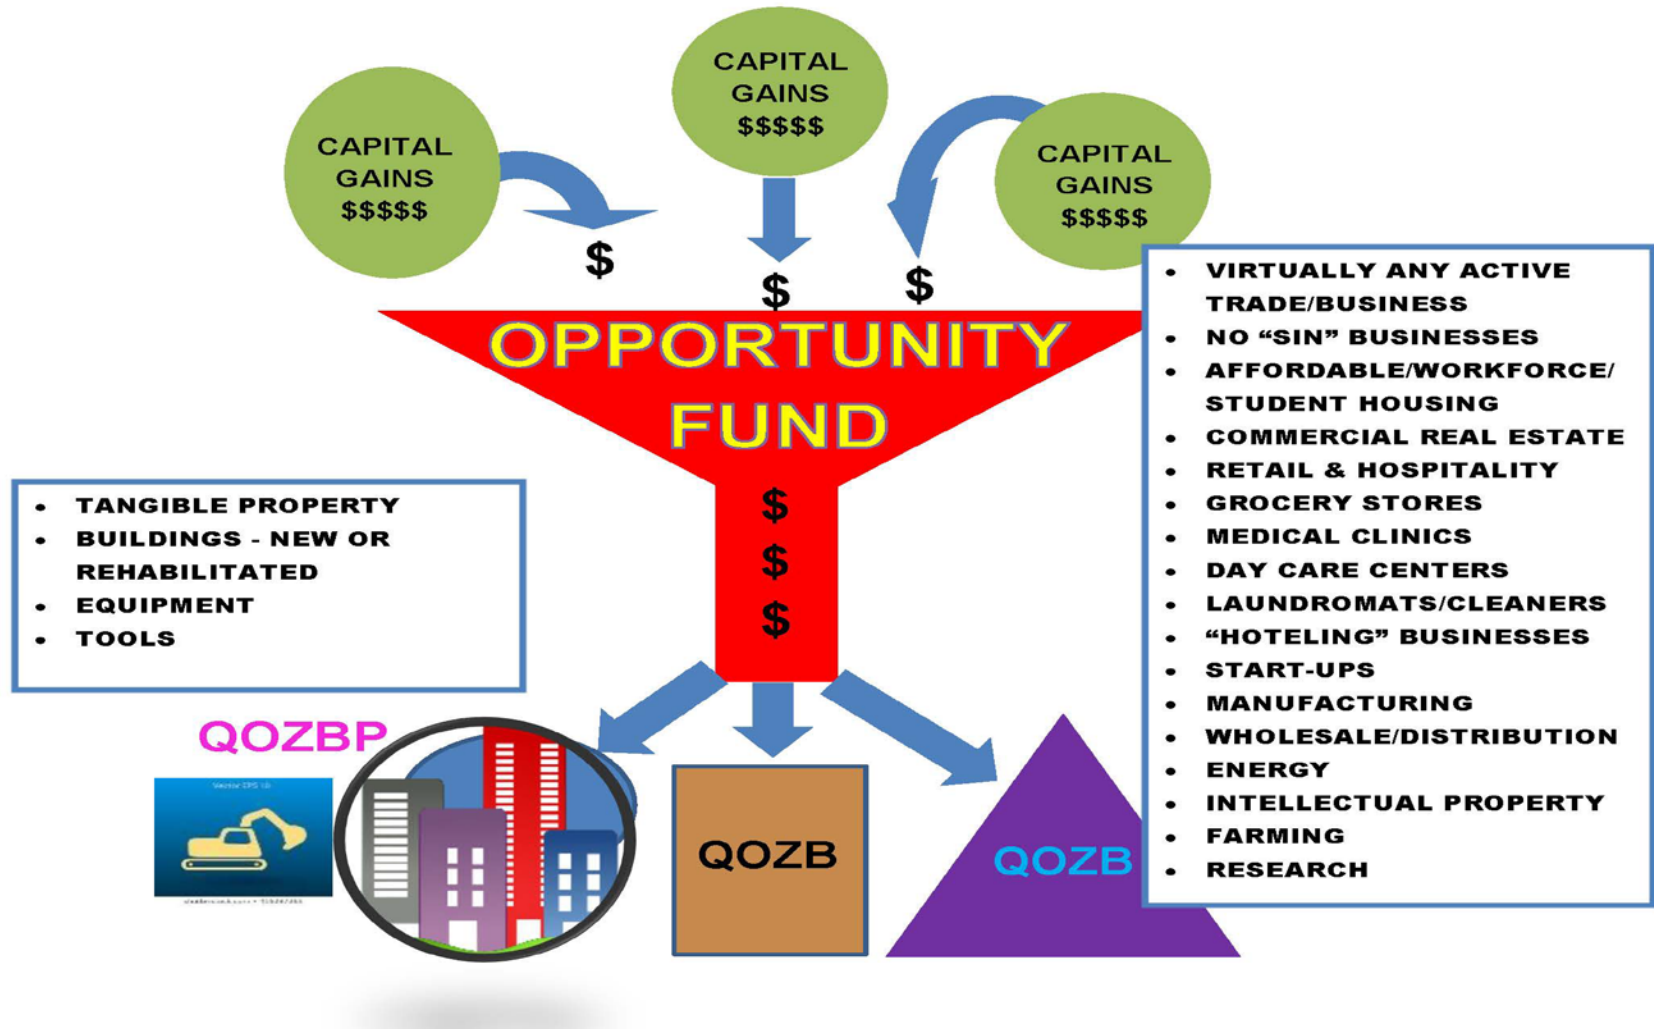 CAPITAL
GAINS
$$$$$
CAPITAL
GAINS
$$$$$
CAPITAL
GAINS
$$$$$
$
$
$
OPPORTUNITY
FUND
$
$
$
• TANGIBLE PROPERTY
• BUILDINGS - NEW OR
REHABILITATED
• EQUIPMENT
• TOOLS
• VIRTUALLY ANY ACTIVE
TRADE/BUSINESS
• NO “SIN” BUSINESSES
• AFFORDABLE/WORKFORCE/
STUDENT HOUSING
• COMMERCIAL REAL ESTATE
• RETAIL & HOSPITALITY
• GROCERY STORES
• MEDICAL CLINICS
• DAY CARE CENTERS
• LAUNDROMATS/CLEANERS
• “HOTELING” BUSINESSES
• START-UPS
• MANUFACTURING
• WHOLESALE/DISTRIBUTION
• ENERGY
• INTELLECTUAL PROPERTY
• FARMING
• RESEARCH
QOZBP
Vector EPS 10
QOZB
QOZB